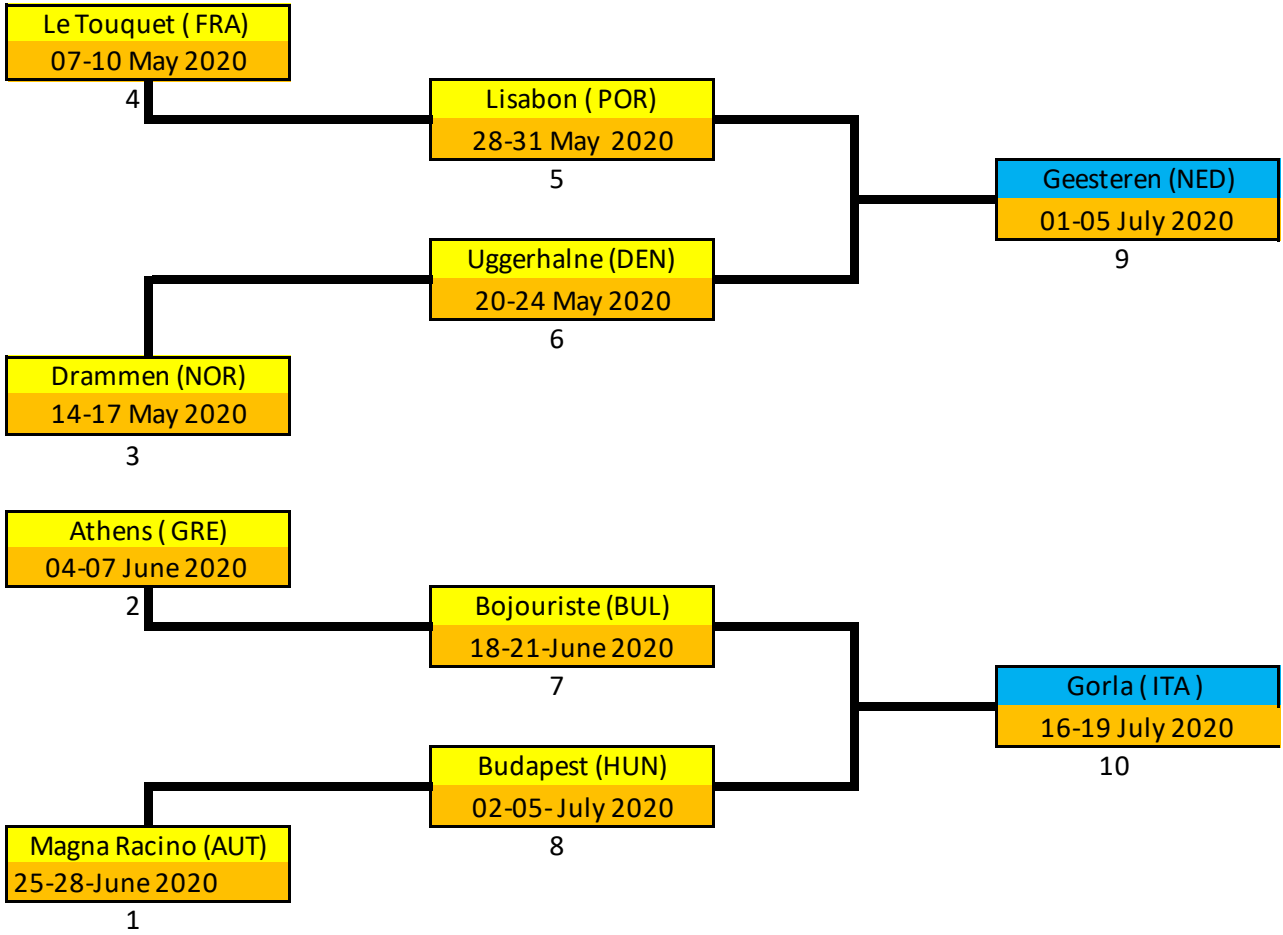 Le Touquet ( FRA)
07-10 May 2020
4
Lisabon ( POR)
28-31 May 2020
5
Geesteren (NED)
01-05 July 2020
9
Uggerhalne (DEN)
20-24 May 2020
6
Drammen (NOR)
14-17 May 2020
3
Athens ( GRE)
04-07 June 2020
2
Bojouriste (BUL)
18-21-June 2020
7
Gorla ( ITA )
16-19 July 2020
10
Budapest (HUN)
02-05- July 2020
8
Magna Racino (AUT)
25-28-June 2020
1